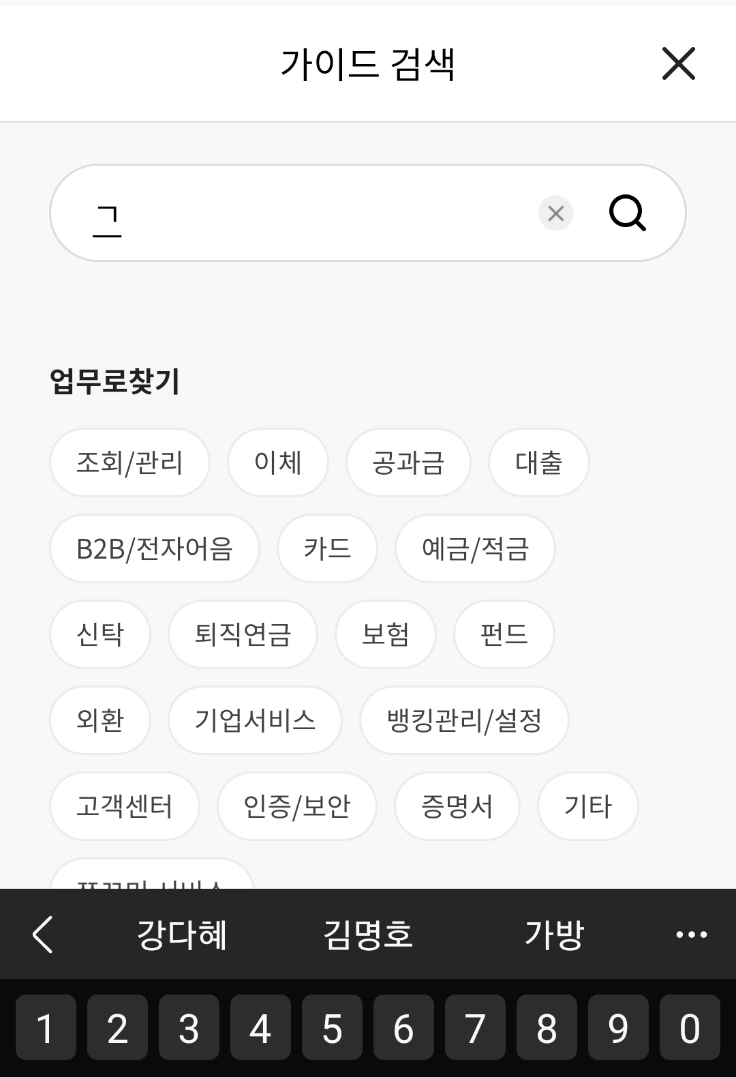 가이드 검색
ㄱ
업무로찾기
조회/관리 이체 공과금 대출
B2B/전자어음 카드 예금/적금
신탁 퇴직연금 보험 펀드
외환 기업서비스 뱅킹관리/설정
고객센터 인증/보안 증명서 기타
강다혜 김명호 가방
1 2 3 4 5 6 7 8 9 0